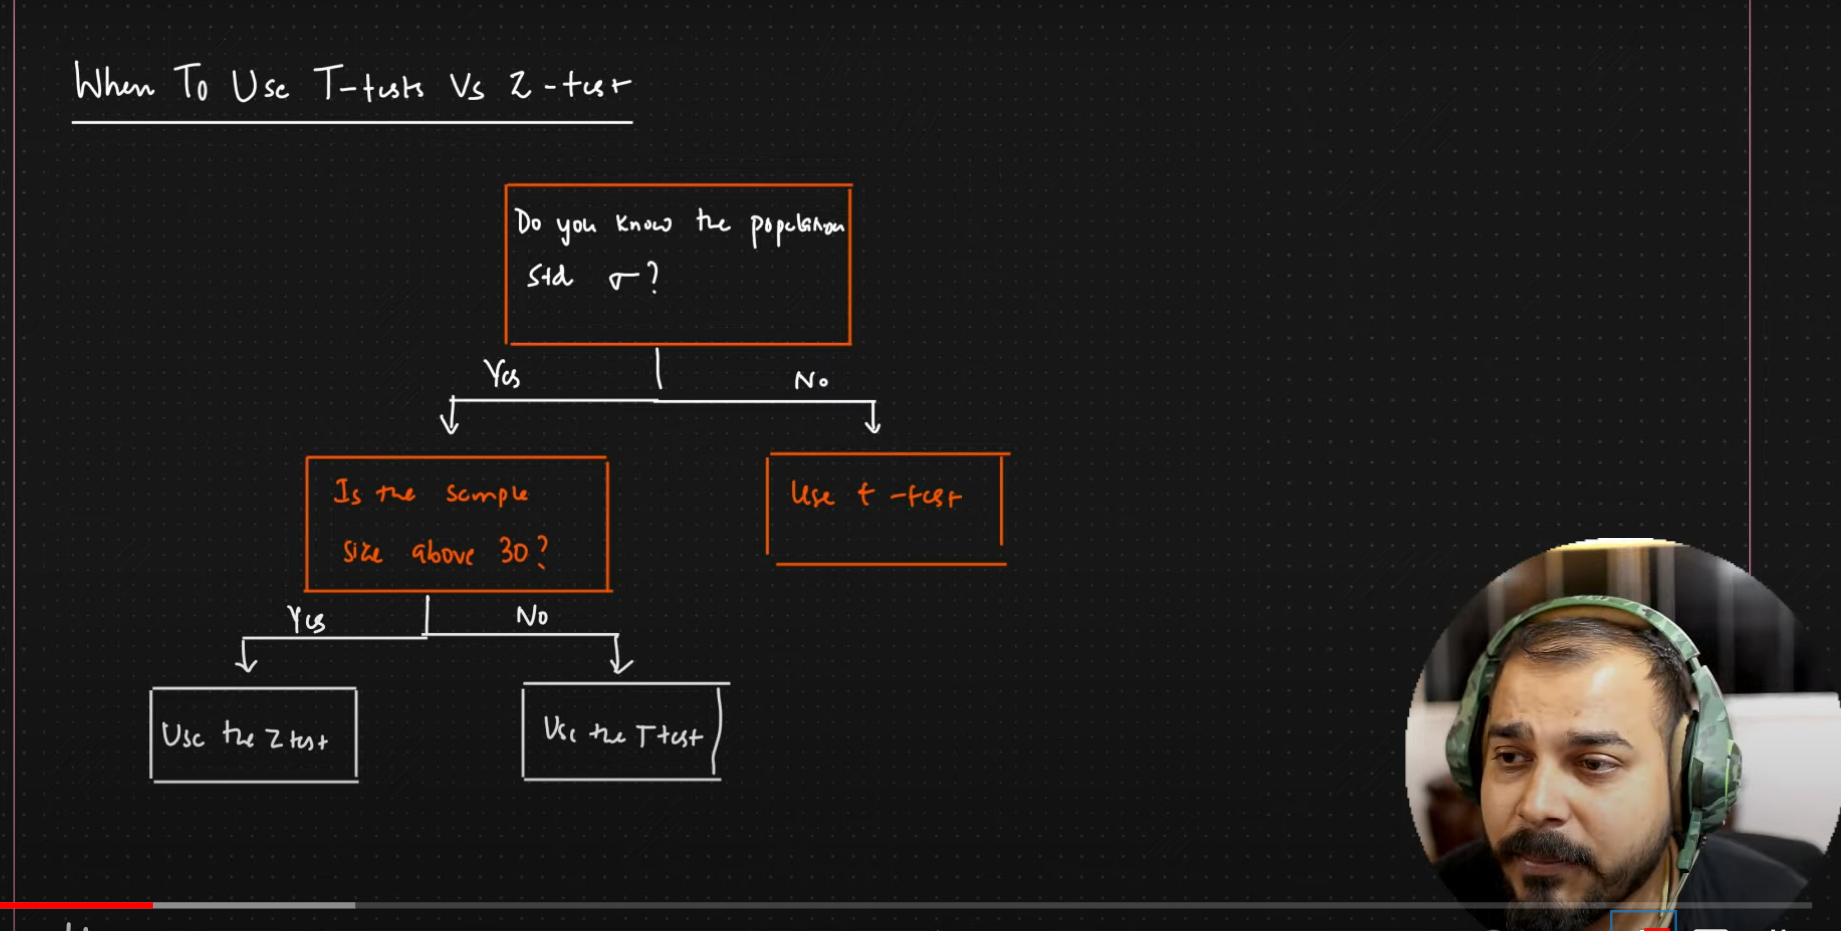 When To Use T-tests Vs Z-test
Do you know the population
std σ?
Yes
No
Is the sample
size above 30?
Use t-test
Yes
No
Use the Z test
Use the T test